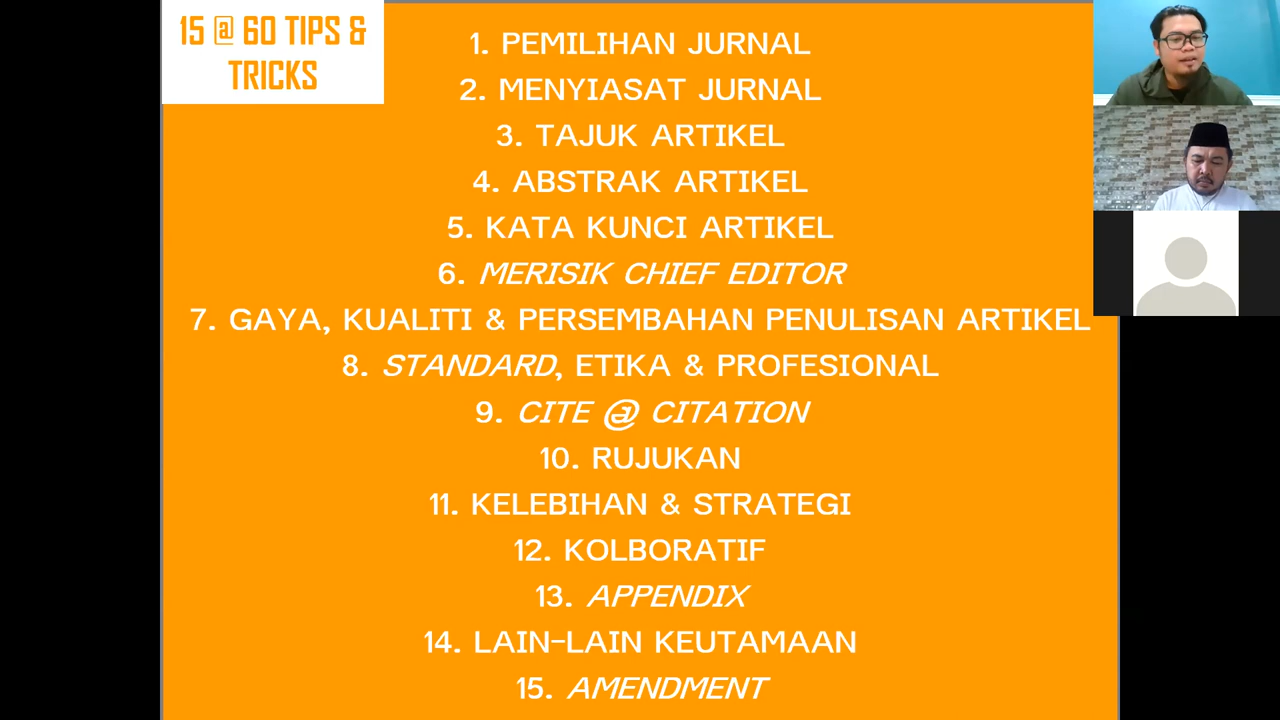 15 @ 60 TIPS &
TRICKS
1. PEMILIHAN JURNAL
2. MENYIASAT JURNAL
3. TAJUK ARTIKEL
4. ABSTRAK ARTIKEL
5. KATA KUNCI ARTIKEL
6. MERISIK CHIEF EDITOR
7. GAYA, KUALITI & PERSEMBAHAN PENULISAN ARTIKEL
8. STANDARD, ETIKA & PROFESIONAL
9. CITE @ CITATION
10. RUJUKAN
11. KELEBIHAN & STRATEGI
12. KOLBORATIF
13. APPENDIX
14. LAIN-LAIN KEUTAMAAN
15. AMENDMENT